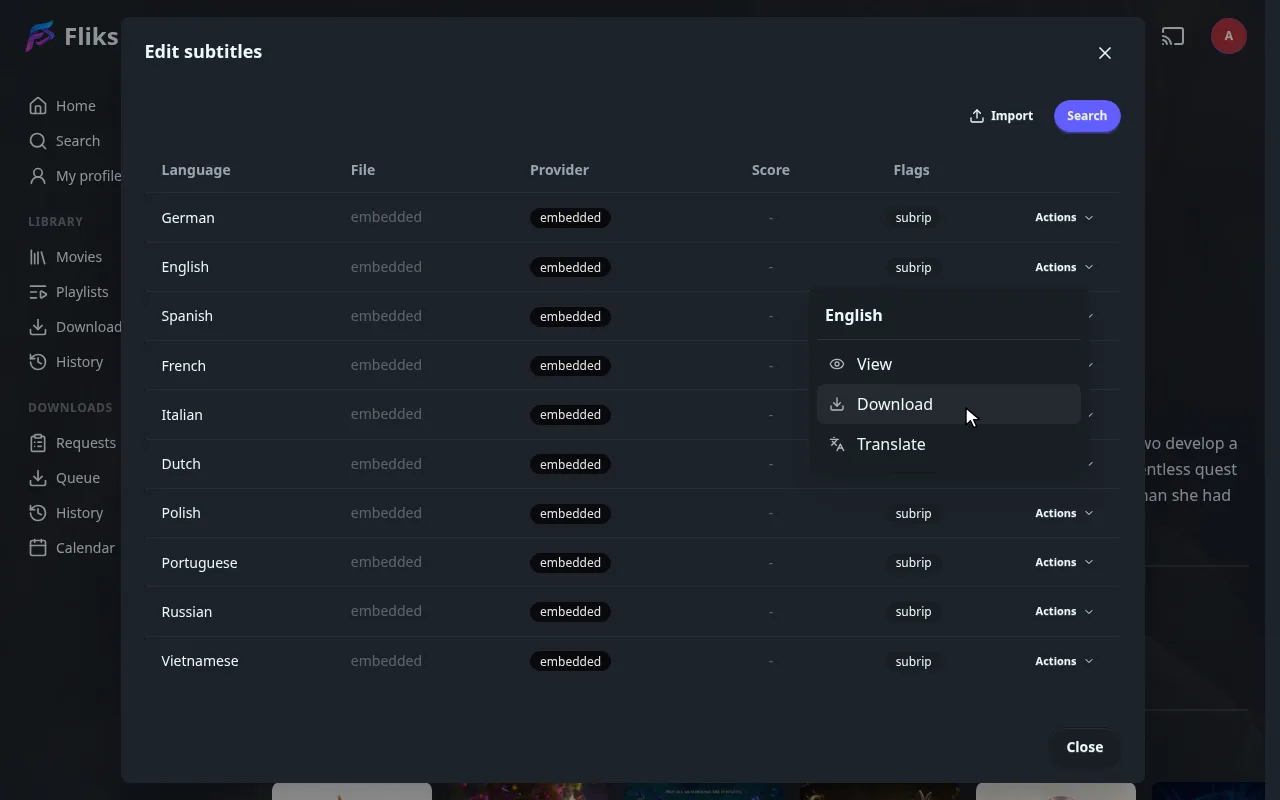 Fliks
Edit subtitles
A
Home
Search
My profile
LIBRARY
Movies
Playlists
Download
History
DOWNLOADS
Requests
Queue
History
Calendar
Import
Search
Language File Provider Score Flags
German embedded embedded - subrip Actions
English embedded embedded - subrip Actions
Spanish embedded embedded -
French embedded embedded -
Italian embedded embedded -
Dutch embedded embedded -
Polish embedded embedded - subrip Actions
Portuguese embedded embedded - subrip Actions
Russian embedded embedded - subrip Actions
Vietnamese embedded embedded - subrip Actions
English
View
Download
Translate
wo develop a
entless quest
nan she had
Close